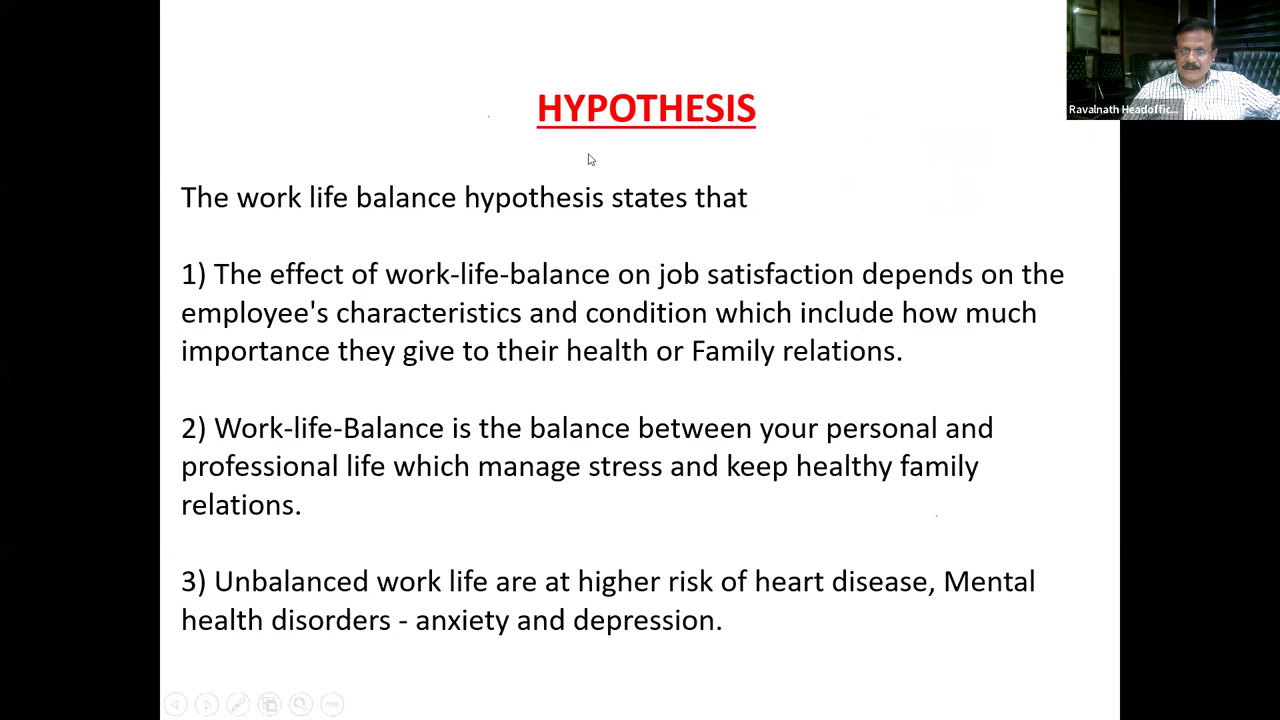 Ravalnath Headoffic...
HYPOTHESIS
The work life balance hypothesis states that
1) The effect of work-life-balance on job satisfaction depends on the
employee's characteristics and condition which include how much
importance they give to their health or Family relations.
2) Work-life-Balance is the balance between your personal and
professional life which manage stress and keep healthy family
relations.
3) Unbalanced work life are at higher risk of heart disease, Mental
health disorders - anxiety and depression.